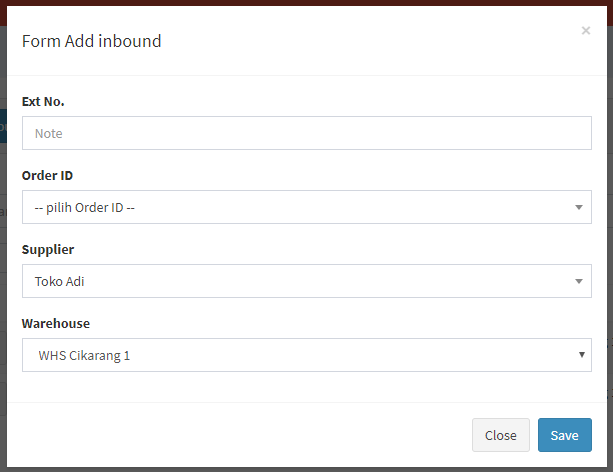 Form Add inbound
×
Ext No.
Note
Order ID
-- pilih Order ID --
Supplier
Toko Adi
Warehouse
WHS Cikarang 1
Close
Save